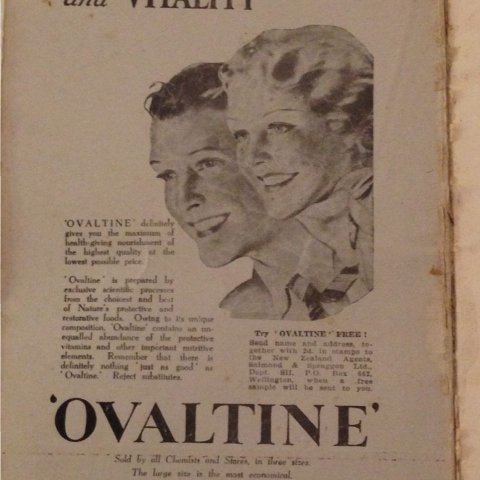 and VITALITY
'OVALTINE' definitely
gives you the maximum of
health-giving nourishment of
the highest quality at the
lowest possible price.
'Ovaltine' is prepared by
exclusive scientific processes
from the choicest and best
of Nature's protective and
restorative foods. Owing to its unique
composition, 'Ovaltine' contains an un-
equalled abundance of the protective
vitamins and other important nutritive
elements. Remember that there is
definitely nothing "just as good" as
'Ovaltine.' Reject substitutes.
Try 'OVALTINE' FREE!
Send name and address, to-
gether with 2d. in stamps to
the New Zealand Agents,
Salmond & Spraggon Ltd.,
Dept. P.O. Box 662,
Wellington, when a free
sample will be sent to you.
'OVALTINE'
Sold by all Chemists and Stores, in three sizes.
The large size is the most economical.